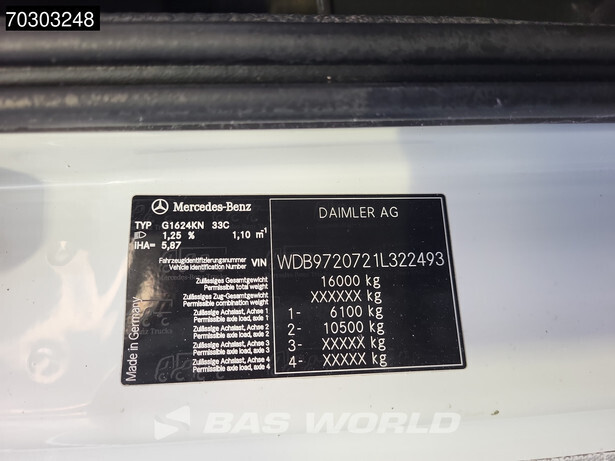 70303248
Mercedes-Benz
DAIMLER AG
TYP G1624KN 33C
1,25 % 1,10 m⁻¹
IHA= 5,87
Fahrzeugidentifizierungsnummer
Vehicle Identification Number VIN WDB9720721L322493
Zulässiges Gesamtgewicht
Permissible total weight 16000 kg
Zulässiges Zug-Gesamtgewicht
Permissible combination weight XXXXXX kg
Zulässige Achslast, Achse 1
Permissible axle load, axle 1 1- 6100 kg
Zulässige Achslast, Achse 2
Permissible axle load, axle 2 2- 10500 kg
Zulässige Achslast, Achse 3
Permissible axle load, axle 3 3- XXXXX kg
Zulässige Achslast, Achse 4
Permissible axle load, axle 4 4- XXXXX kg
Made in Germany
BAS WORLD